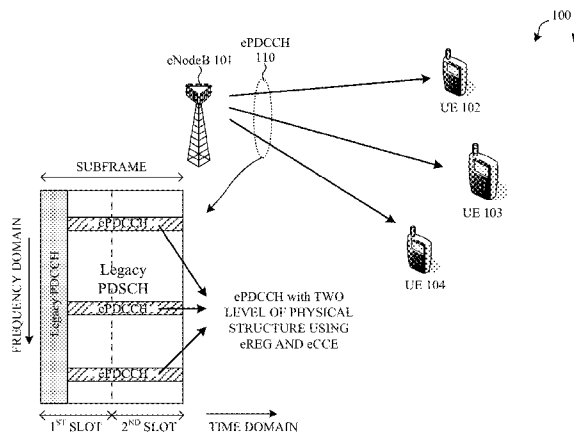 100
ePDCCH
110
eNodeB 101
UE 102
SUBFRAME
UE 103
ePDCCH
UE 104
FREQUENCY DOMAIN
Legacy PDCCH
Legacy
PDSCH
ePDCCH
ePDCCH with TWO
LEVEL OF PHYSICAL
STRUCTURE USING
eREG AND eCCE
ePDCCH
1ST SLOT
2ND SLOT
TIME DOMAIN